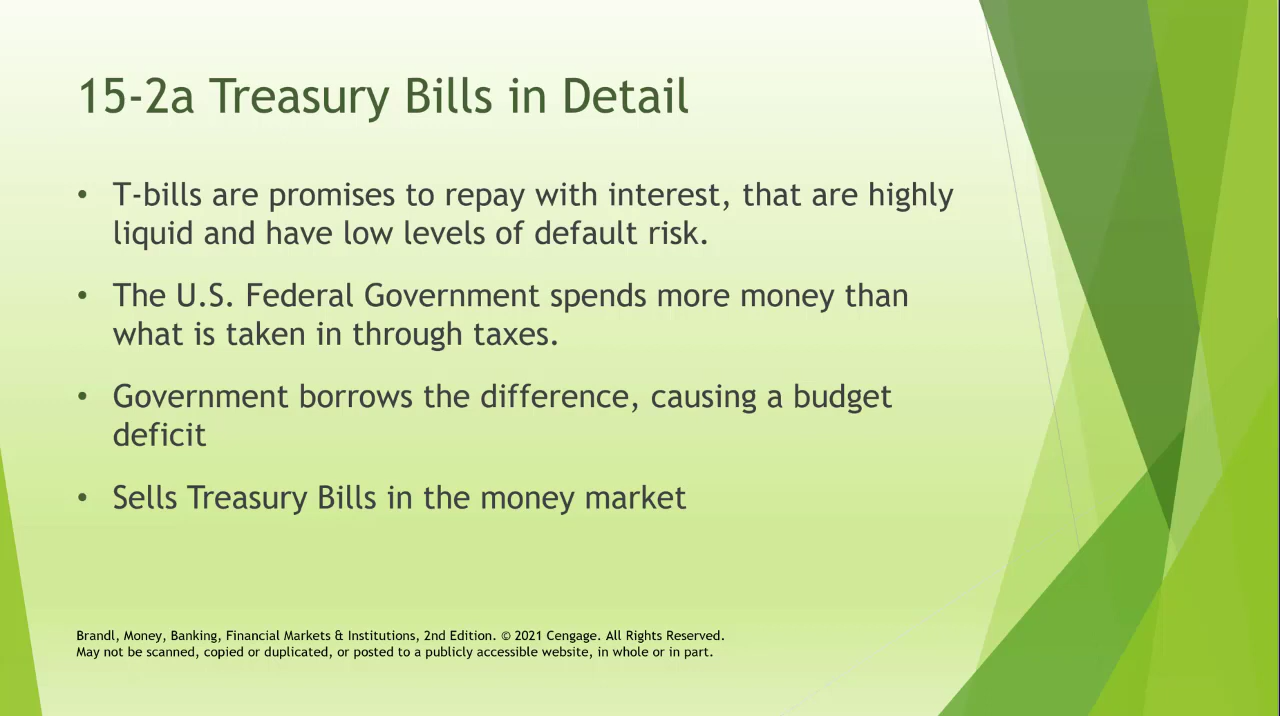 15-2a Treasury Bills in Detail
• T-bills are promises to repay with interest, that are highly
liquid and have low levels of default risk.
• The U.S. Federal Government spends more money than
what is taken in through taxes.
• Government borrows the difference, causing a budget
deficit
• Sells Treasury Bills in the money market
Brandl, Money, Banking, Financial Markets & Institutions, 2nd Edition. © 2021 Cengage. All Rights Reserved.
May not be scanned, copied or duplicated, or posted to a publicly accessible website, in whole or in part.